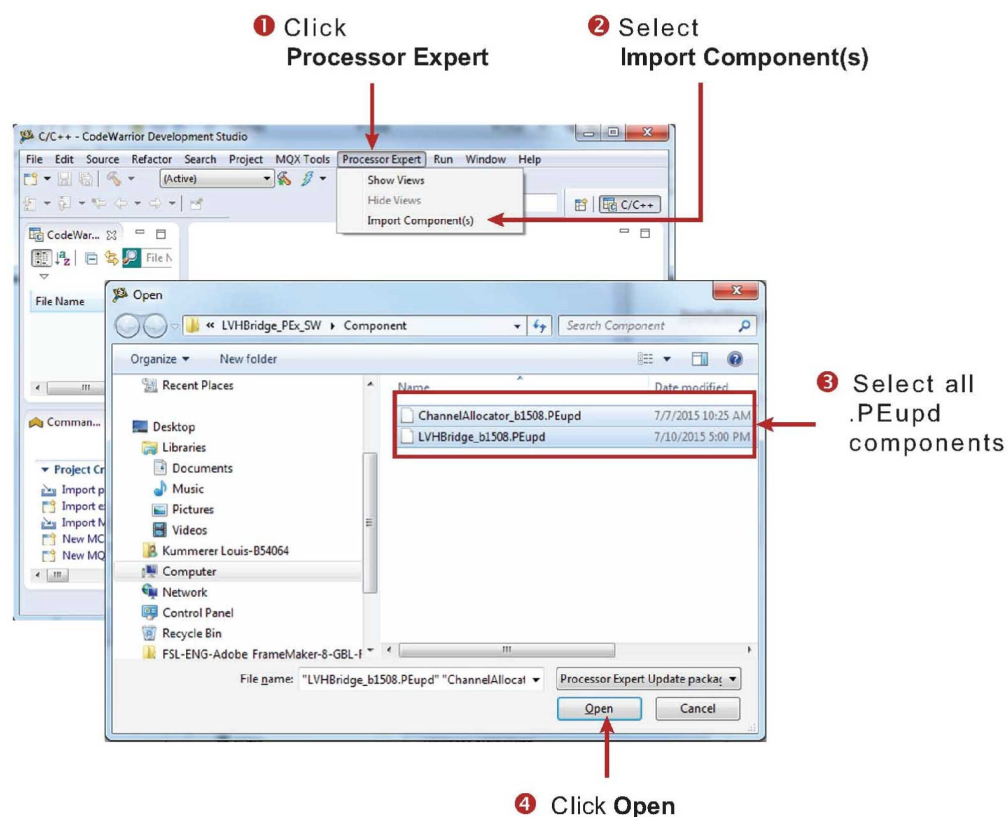 ❶ Click
Processor Expert
❷ Select
Import Component(s)
C/C++ - CodeWarrior Development Studio
File Edit Source Refactor Search Project MQX Tools Processor Expert Run Window Help
(Active)
Show Views
Hide Views
Import Component(s)
C/C++
CodeWar...
File N
File Name
Open
« LVHBridge_PEx_SW ▸ Component
Search Component
Organize ▾ New folder
Recent Places
Name
Date modified
Desktop
Libraries
Documents
Music
Pictures
Videos
Kummerer Louis-B54064
Computer
Network
Control Panel
Recycle Bin
FSL-ENG-Adobe FrameMaker-8-GBL-F
ChannelAllocator_b1508.PEupd 7/7/2015 10:25 AM
LVHBridge_b1508.PEupd 7/10/2015 5:00 PM
❸ Select all
.PEupd
components
Comman...
Project Cr
Import p
Import e
Import M
New MC
New MQ
File name: "LVHBridge_b1508.PEupd" "ChannelAllocat
Processor Expert Update packag
Open
Cancel
❹ Click Open